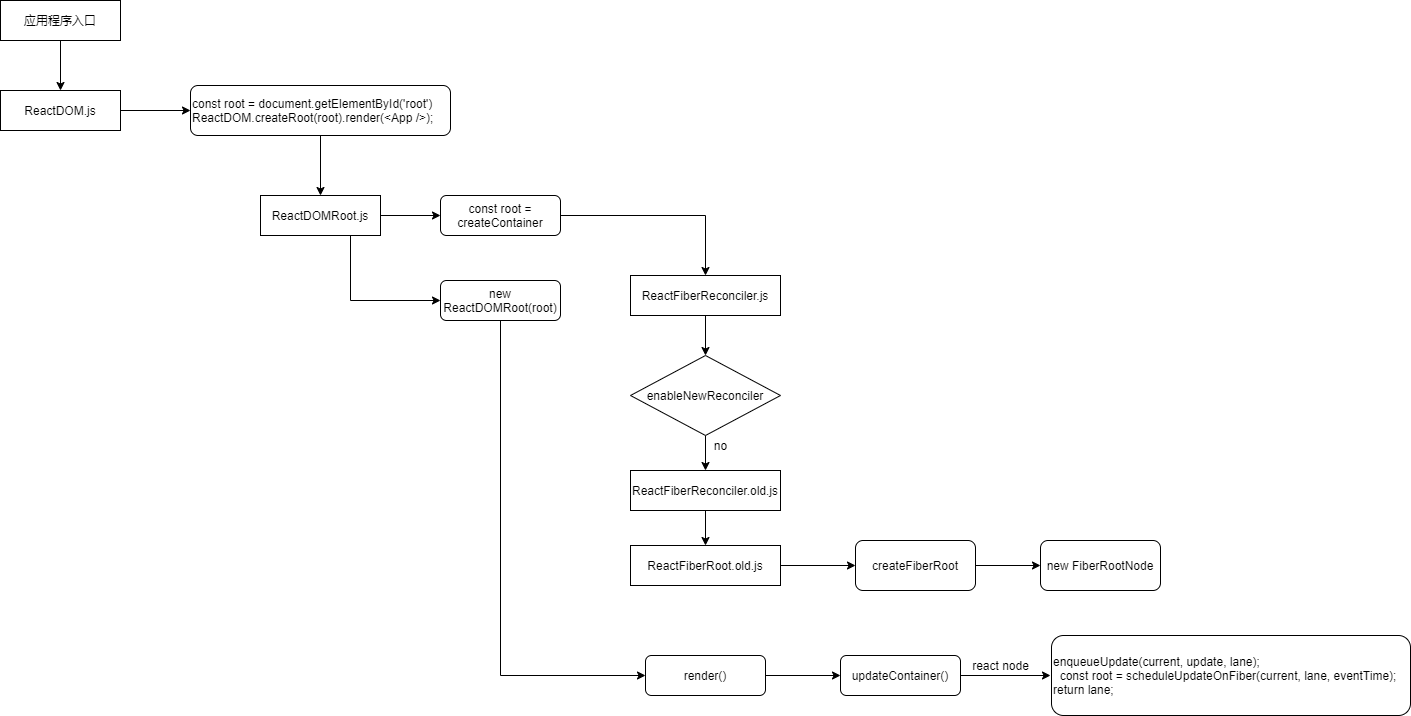 应用程序入口
ReactDOM.js
const root = document.getElementById('root')
ReactDOM.createRoot(root).render(<App />);
ReactDOMRoot.js
const root =
createContainer
new
ReactDOMRoot(root)
ReactFiberReconciler.js
enableNewReconciler
no
ReactFiberReconciler.old.js
ReactFiberRoot.old.js
createFiberRoot
new FiberRootNode
render()
updateContainer()
react node
enqueueUpdate(current, update, lane);
const root = scheduleUpdateOnFiber(current, lane, eventTime);
return lane;